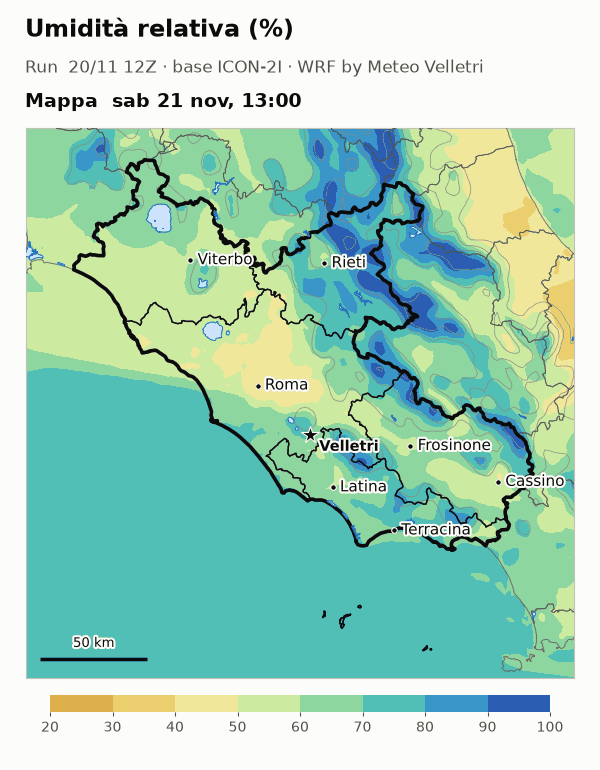 Umidità relativa (%)
Run 20/11 12Z · base ICON-2I · WRF by Meteo Velletri
Mappa sab 21 nov, 13:00
Viterbo
Rieti
Roma
Velletri
Frosinone
Latina
Cassino
Terracina
50 km
20 30 40 50 60 70 80 90 100